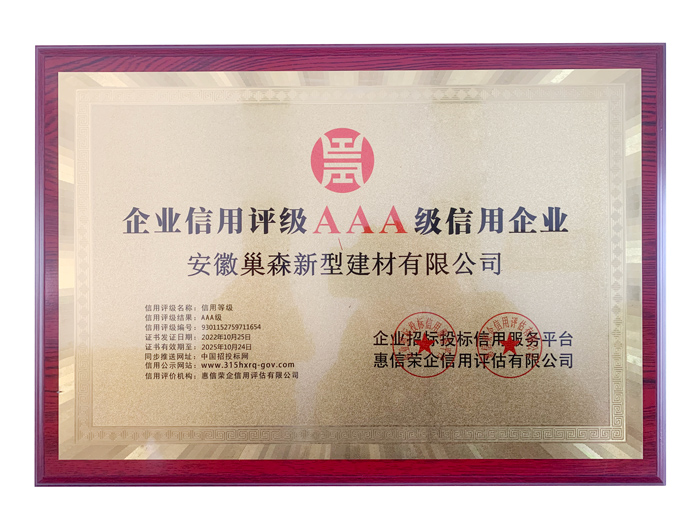 企业信用评级AAA级信用企业
安徽巢森新型建材有限公司
信用评级名称：信用等级
信用评级结果：AAA级
信用评级编号：9301152759711654
证书发证日期：2022年10月25日
证书有效期至：2025年10月24日
同步推送网址：中国招投标网
信用公示网站：www.315hxrq-gov.com
信用评价机构：惠信荣企信用评估有限公司
企业招标投标信用服务平台
惠信荣企信用评估有限公司